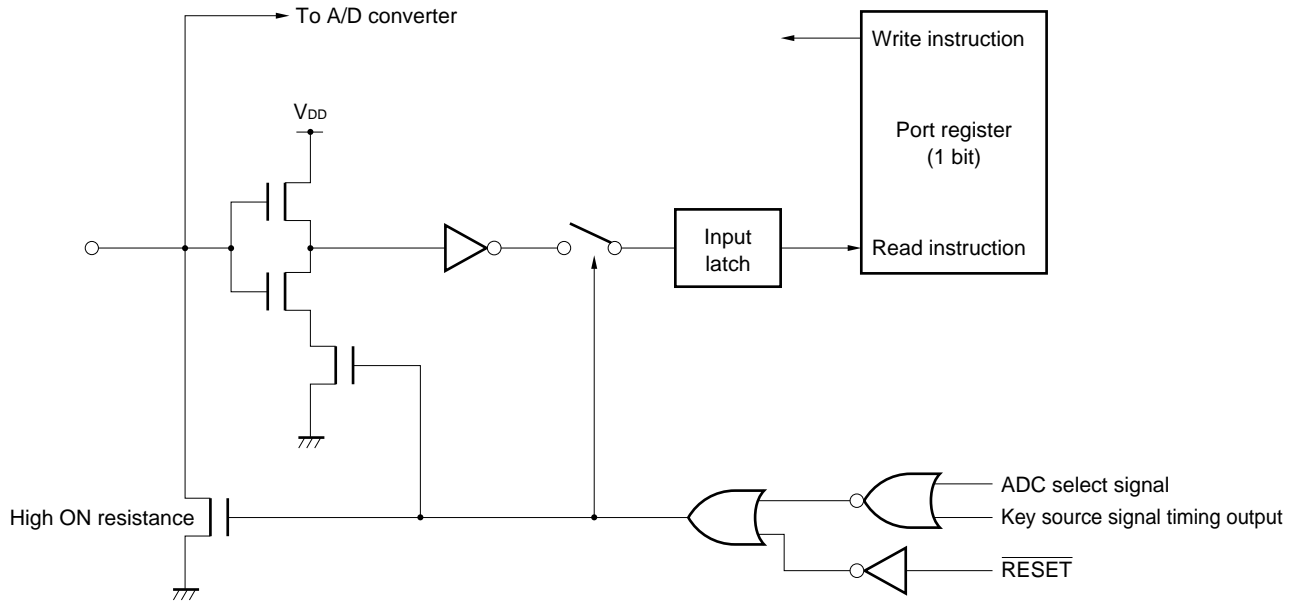 To A/D converter
Write instruction
VDD
Port register
(1 bit)
Input
latch
Read instruction
ADC select signal
High ON resistance
Key source signal timing output
RESET